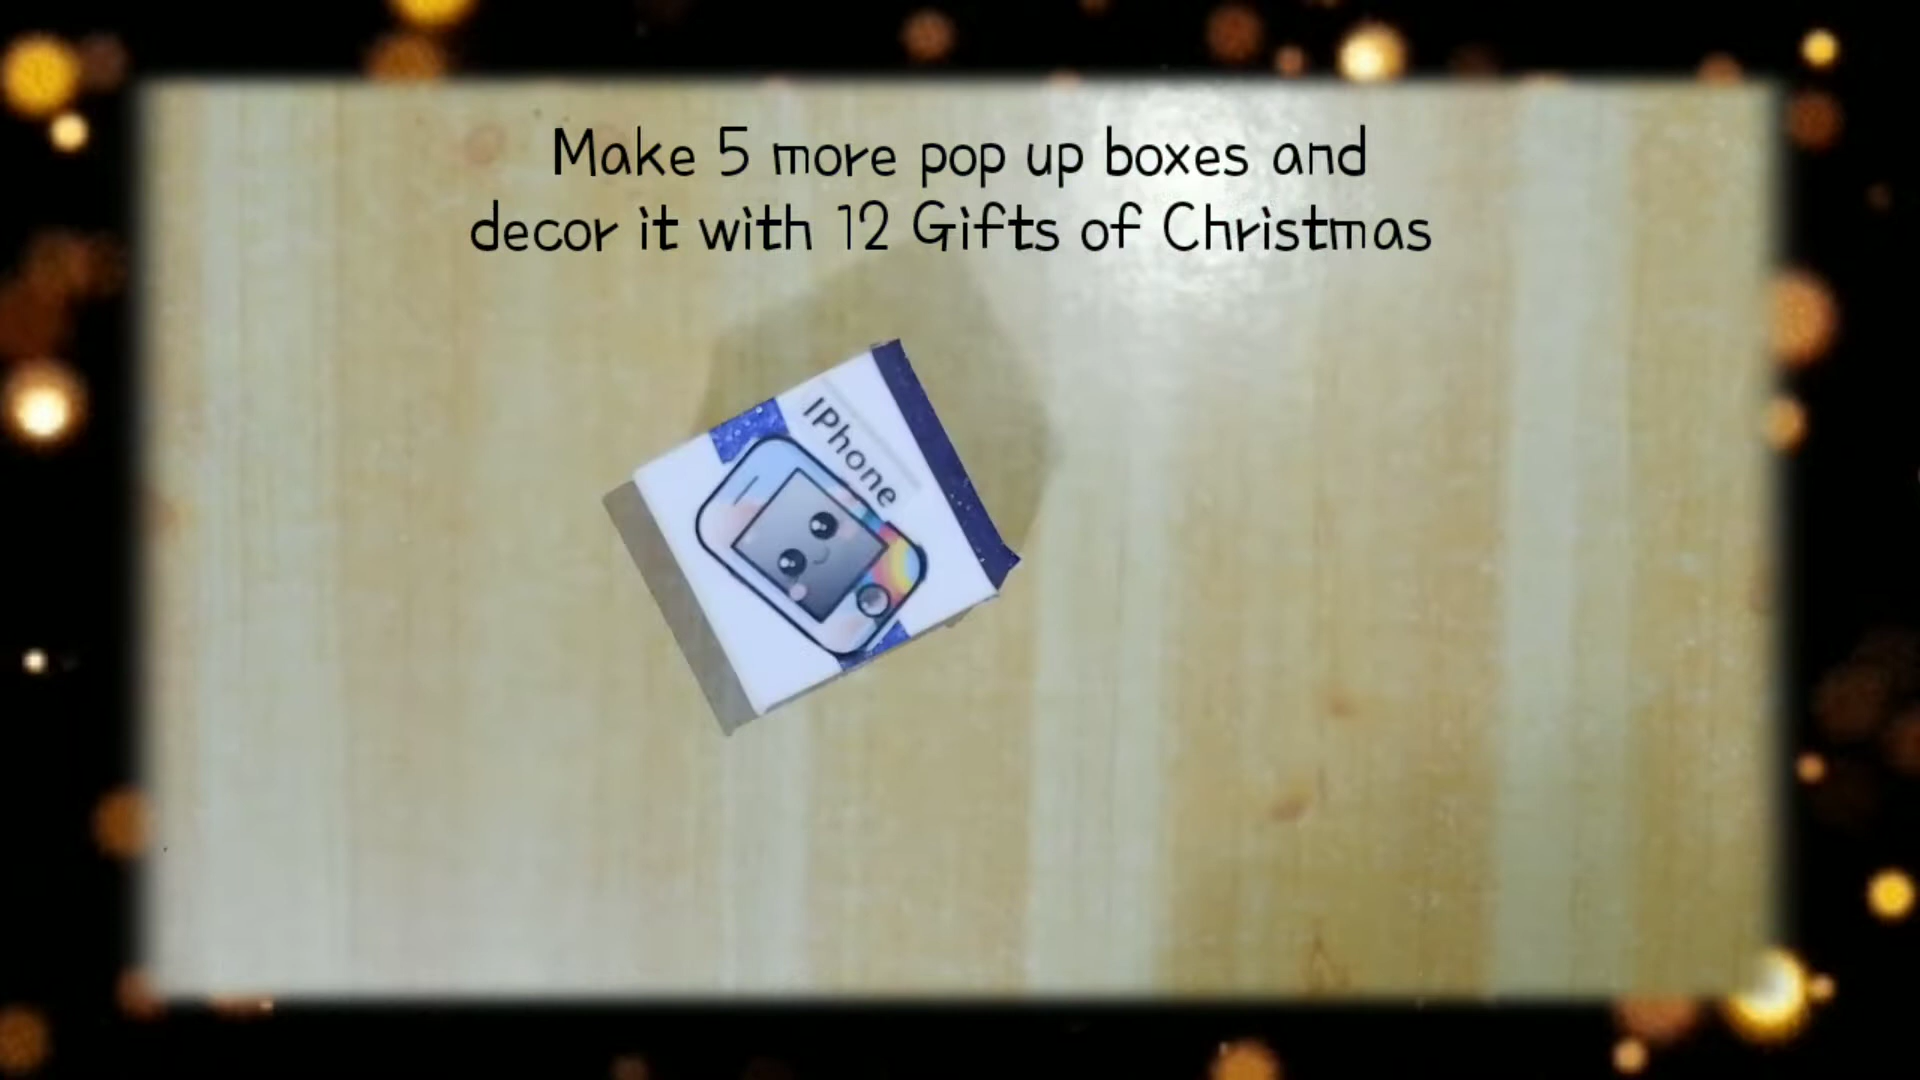 Make 5 more pop up boxes and
decor it with 12 Gifts of Christmas
IPhone